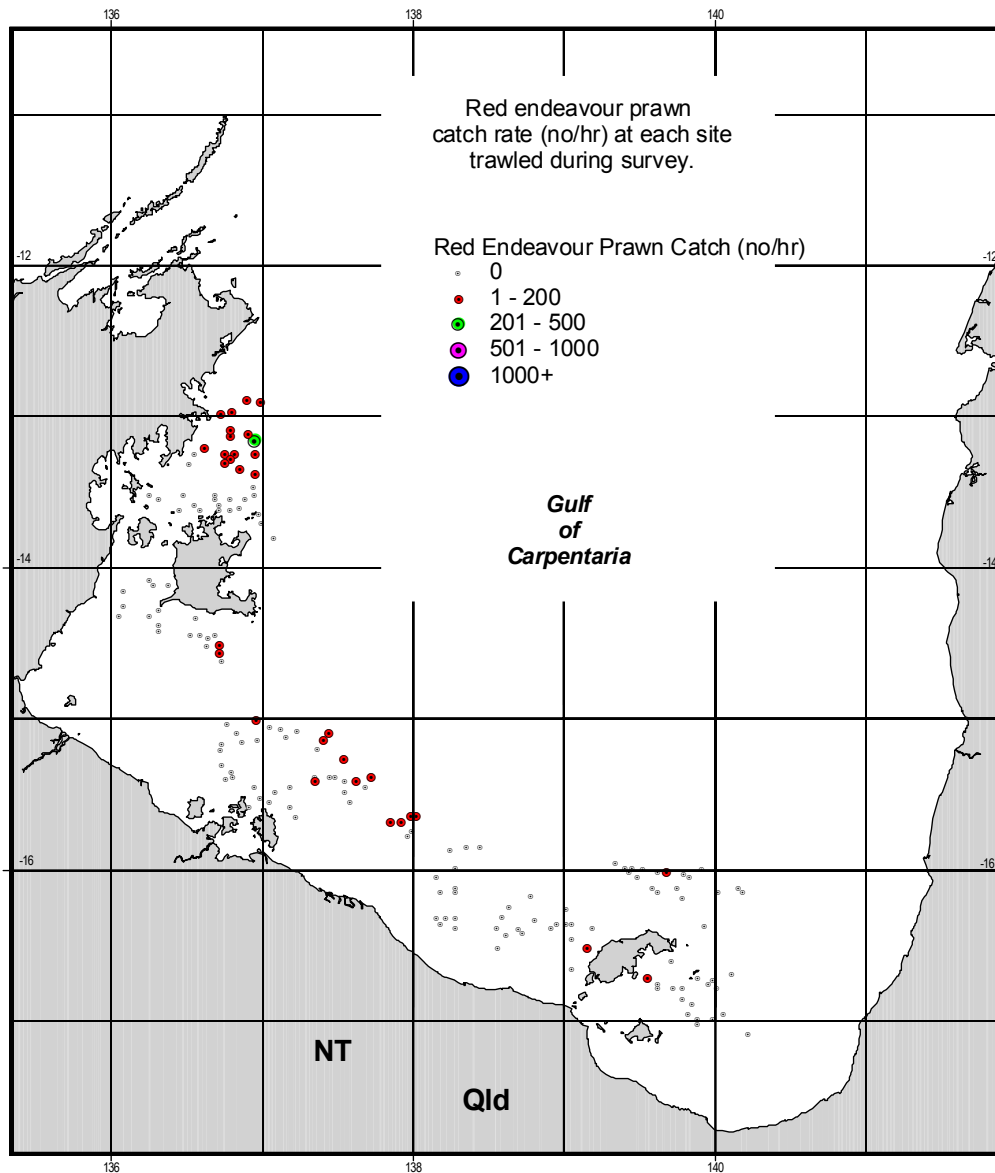 136
138
140
Red endeavour prawn
catch rate (no/hr) at each site
trawled during survey.
Red Endeavour Prawn Catch (no/hr)
-12
-12
0
1 - 200
201 - 500
501 - 1000
1000+
Gulf
of
Carpentaria
-14
-14
-16
-16
NT
Qld
136
138
140